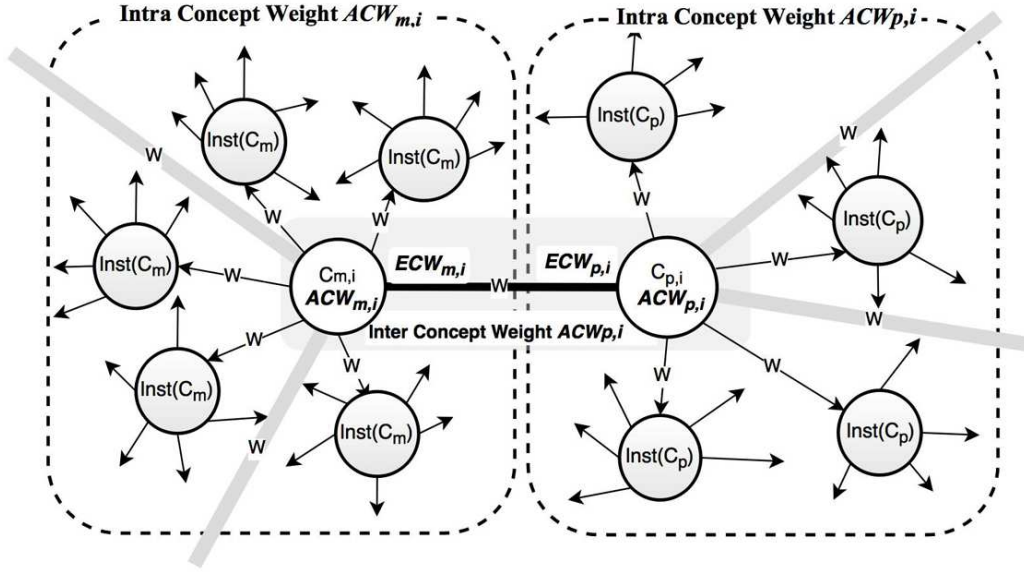 Intra Concept Weight ACWm,i
Intra Concept Weight ACWp,i
Inst(Cp)
W
W
Inst(Cm)
Inst(Cm)
W
W
W
Inst(Cp)
Inst(Cm)
W
W
Cm,i
ACWm,i
ECWm,i
W
ECWp,i
Cp,i
ACWp,i
Inter Concept Weight ACWp,i
W
W
W
W
W
Inst(Cm)
Inst(Cm)
W
Inst(Cp)
Inst(Cp)